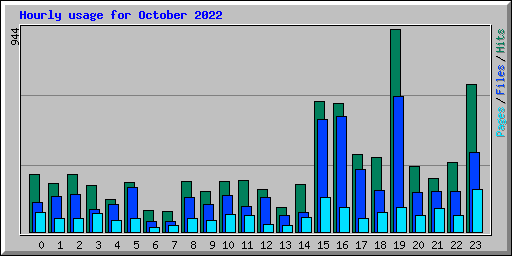 Hourly usage for October 2022
944
Pages / Files / Hits
0 1 2 3 4 5 6 7 8 9 10 11 12 13 14 15 16 17 18 19 20 21 22 23